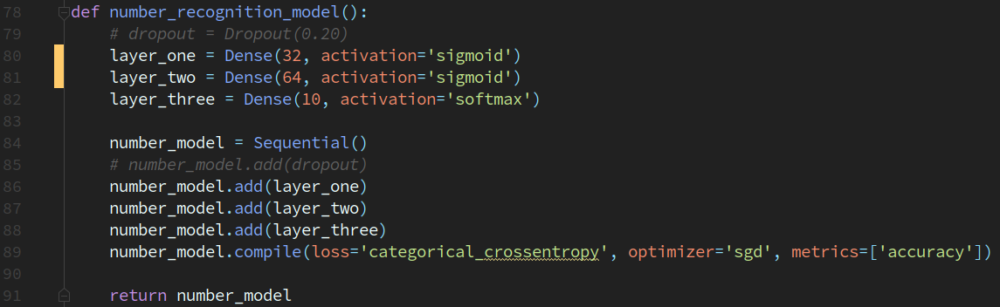 78 def number_recognition_model():
79 # dropout = Dropout(0.20)
80 layer_one = Dense(32, activation='sigmoid')
81 layer_two = Dense(64, activation='sigmoid')
82 layer_three = Dense(10, activation='softmax')
83
84 number_model = Sequential()
85 # number_model.add(dropout)
86 number_model.add(layer_one)
87 number_model.add(layer_two)
88 number_model.add(layer_three)
89 number_model.compile(loss='categorical_crossentropy', optimizer='sgd', metrics=['accuracy'])
90
91 return number_model